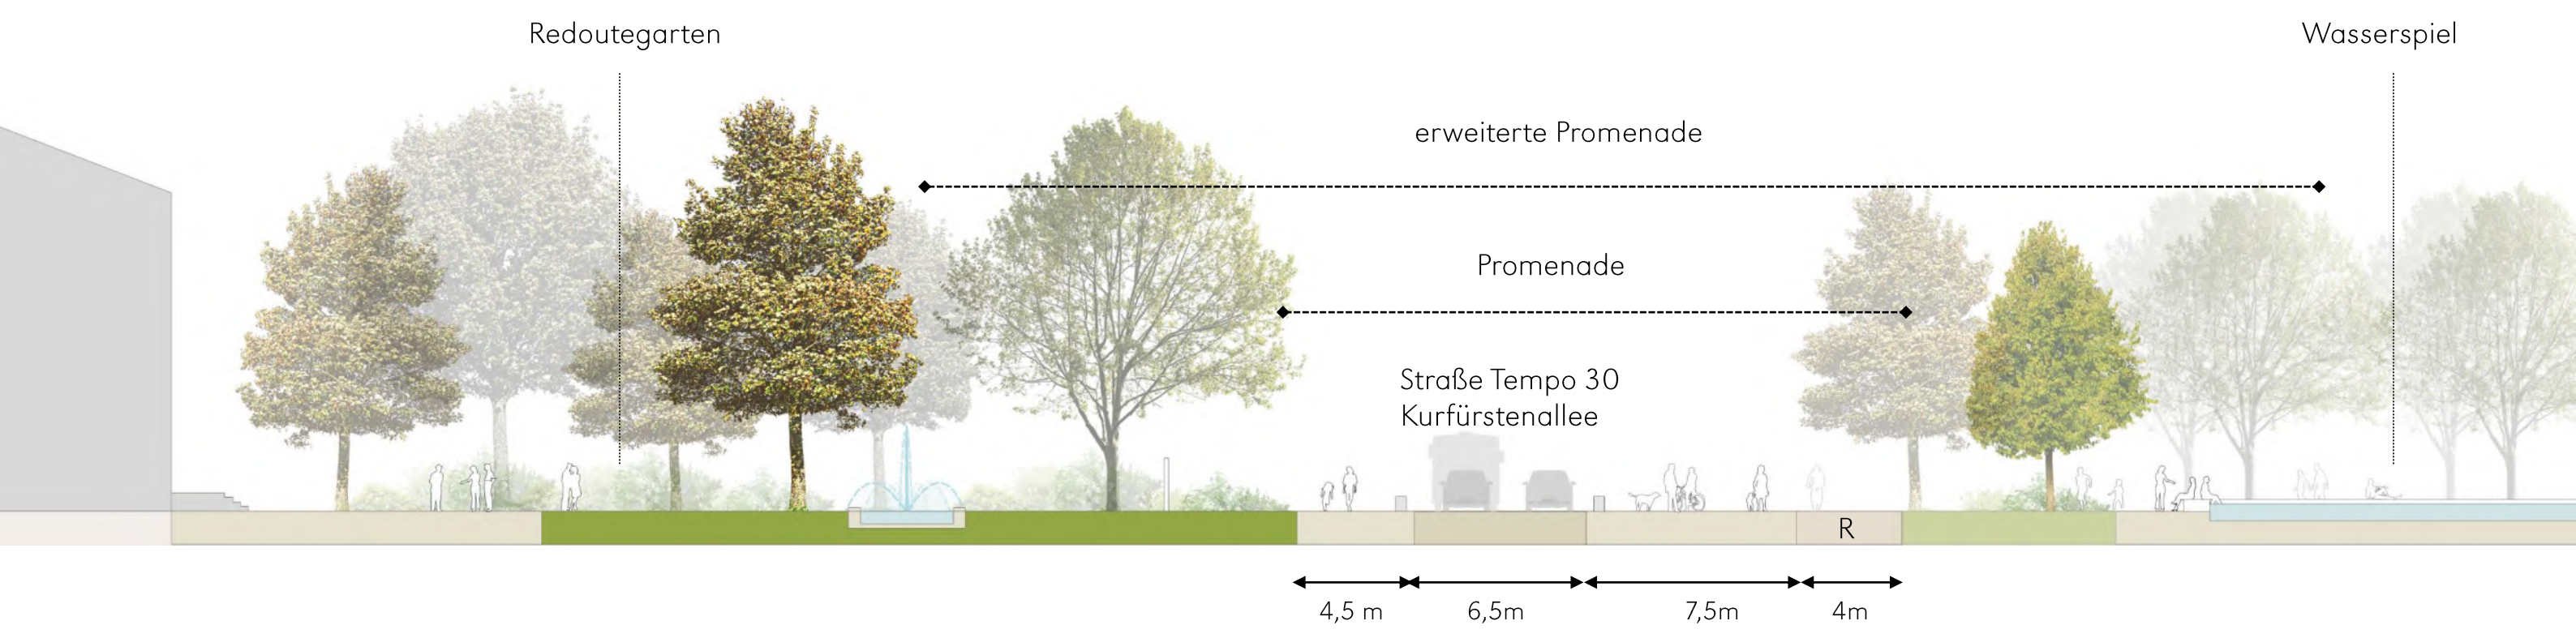 Redoutegarten
Wasserspiel
erweiterte Promenade
Promenade
Straße Tempo 30
Kurfürstenallee
R
4,5 m
6,5m
7,5m
4m